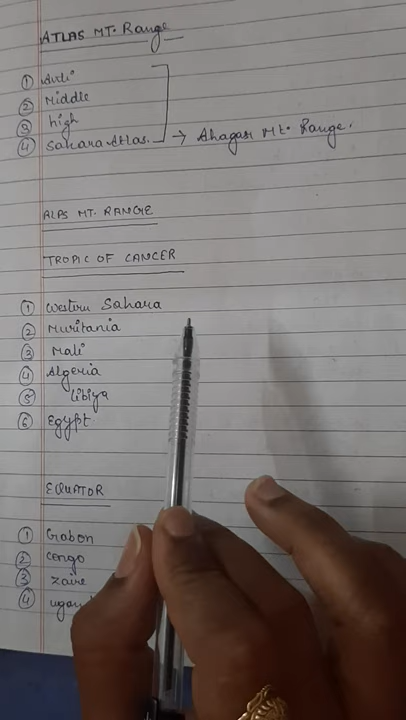 ATLAS MT. Range
① Anti
② Middle
③ high
④ Sahara Atlas. → Ahagar Mt. Range.
ALPS MT. RANGE
TROPIC OF CANCER
① Western Sahara
② Muritania
③ Mali
④ Algeria
⑤ libiya
⑥ Egypt
EQUATOR
① Gabon
② Congo
③ Zaire
④